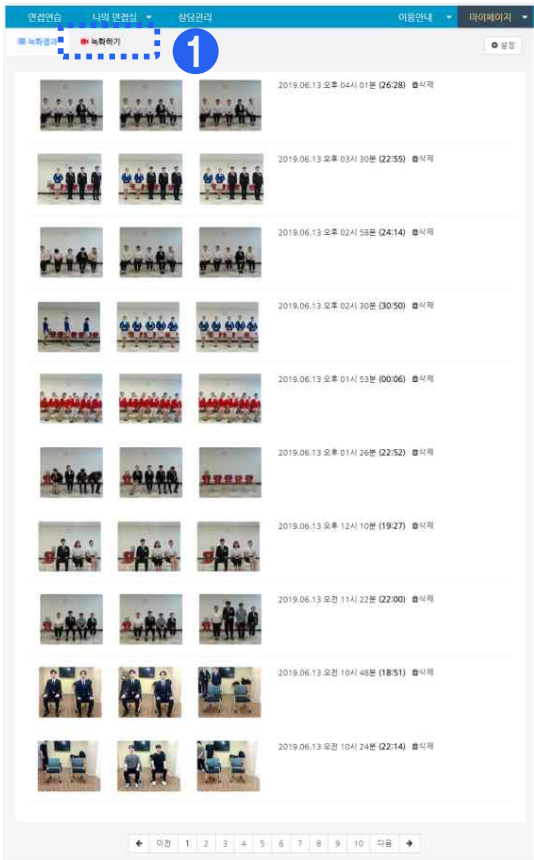 면접연습 나의 면접실 상담관리 이용안내 마이페이지
녹화결과 녹화하기 1 설정
2019.06.13 오후 04시 01분 (26:28) 삭제
2019.06.13 오후 03시 30분 (22:55) 삭제
2019.06.13 오후 02시 58분 (24:14) 삭제
2019.06.13 오후 02시 30분 (30:50) 삭제
2019.06.13 오후 01시 53분 (00:06) 삭제
2019.06.13 오후 01시 26분 (22:52) 삭제
2019.06.13 오후 12시 10분 (19:27) 삭제
2019.06.13 오전 11시 22분 (22:00) 삭제
2019.06.13 오전 10시 48분 (18:51) 삭제
2019.06.13 오전 10시 24분 (22:14) 삭제
이전 1 2 3 4 5 6 7 8 9 10 다음